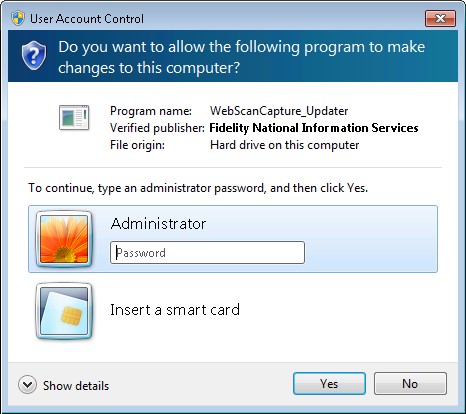 User Account Control
Do you want to allow the following program to make
changes to this computer?
Program name: WebScanCapture_Updater
Verified publisher: Fidelity National Information Services
File origin: Hard drive on this computer
To continue, type an administrator password, and then click Yes.
Administrator
Password
Insert a smart card
Show details
Yes
No